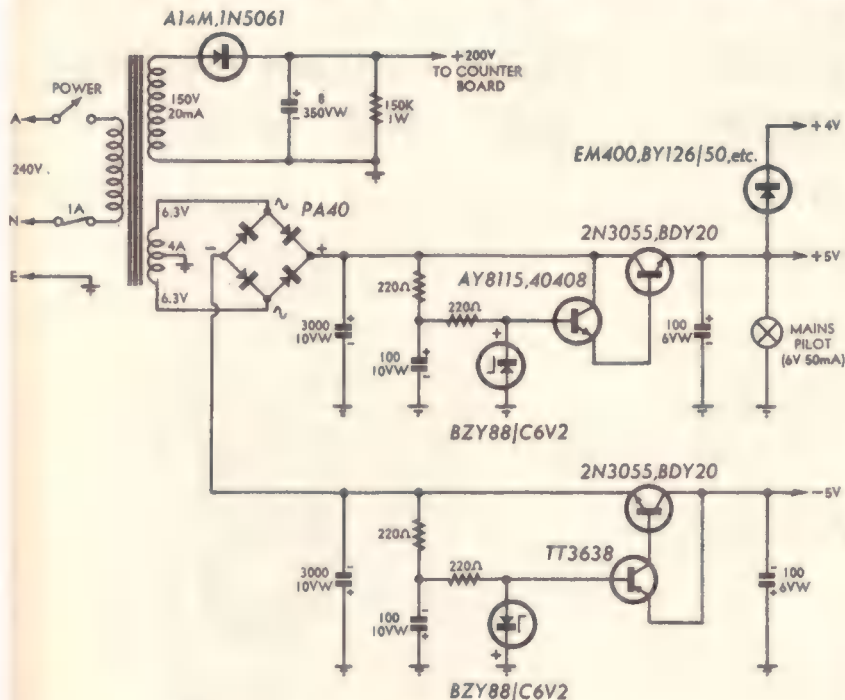 A14M,1N5061
+200V
TO COUNTER
BOARD
POWER
150V
20mA
+
8
350VW
-
150K
1W
A
240V.
N
1A
E
6.3V
4A
6.3V
∿
PA40
-
+
∿
EM400,BY126/50,etc.
+4V
2N3055,BDY20
+5V
AY8115,40408
220Ω
220Ω
+
3000
10VW
-
+
100
10VW
-
+
BZY88/C6V2
+
100
6VW
-
MAINS
PILOT
(6V 50mA)
2N3055,BDY20
-5V
TT3638
220Ω
220Ω
-
3000
10VW
+
-
100
10VW
+
+
BZY88/C6V2
-
100
6VW
+